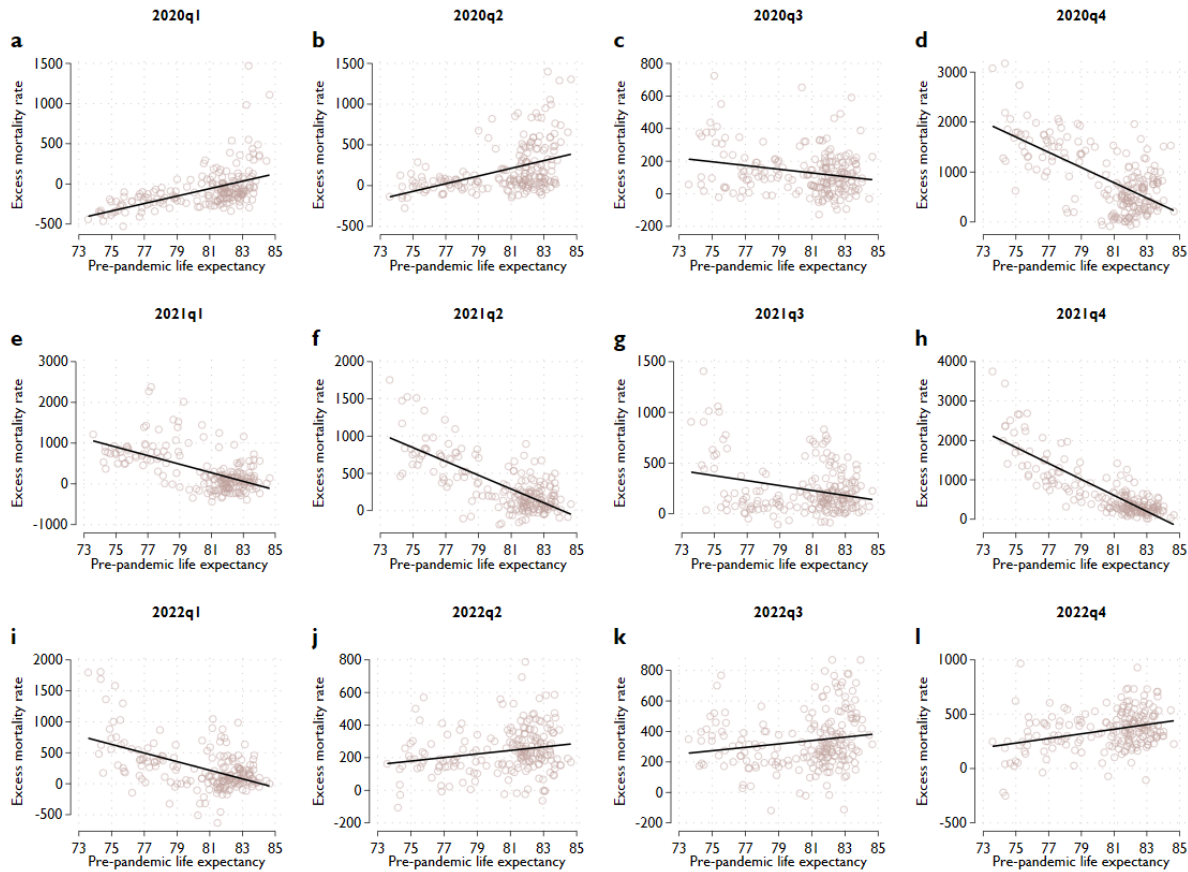 2020q1
2020q2
2020q3
2020q4
a
b
c
d
Excess mortality rate
1500
1000
500
0
-500
73 75 77 79 81 83 85
Pre-pandemic life expectancy
Excess mortality rate
1500
1000
500
0
-500
73 75 77 79 81 83 85
Pre-pandemic life expectancy
Excess mortality rate
800
600
400
200
0
-200
73 75 77 79 81 83 85
Pre-pandemic life expectancy
Excess mortality rate
3000
2000
1000
0
73 75 77 79 81 83 85
Pre-pandemic life expectancy
2021q1
2021q2
2021q3
2021q4
e
f
g
h
Excess mortality rate
3000
2000
1000
0
-1000
73 75 77 79 81 83 85
Pre-pandemic life expectancy
Excess mortality rate
2000
1500
1000
500
0
73 75 77 79 81 83 85
Pre-pandemic life expectancy
Excess mortality rate
1500
1000
500
0
73 75 77 79 81 83 85
Pre-pandemic life expectancy
Excess mortality rate
4000
3000
2000
1000
0
73 75 77 79 81 83 85
Pre-pandemic life expectancy
2022q1
2022q2
2022q3
2022q4
i
j
k
l
Excess mortality rate
2000
1500
1000
500
0
-500
73 75 77 79 81 83 85
Pre-pandemic life expectancy
Excess mortality rate
800
600
400
200
0
-200
73 75 77 79 81 83 85
Pre-pandemic life expectancy
Excess mortality rate
800
600
400
200
0
-200
73 75 77 79 81 83 85
Pre-pandemic life expectancy
Excess mortality rate
1000
500
0
-500
73 75 77 79 81 83 85
Pre-pandemic life expectancy